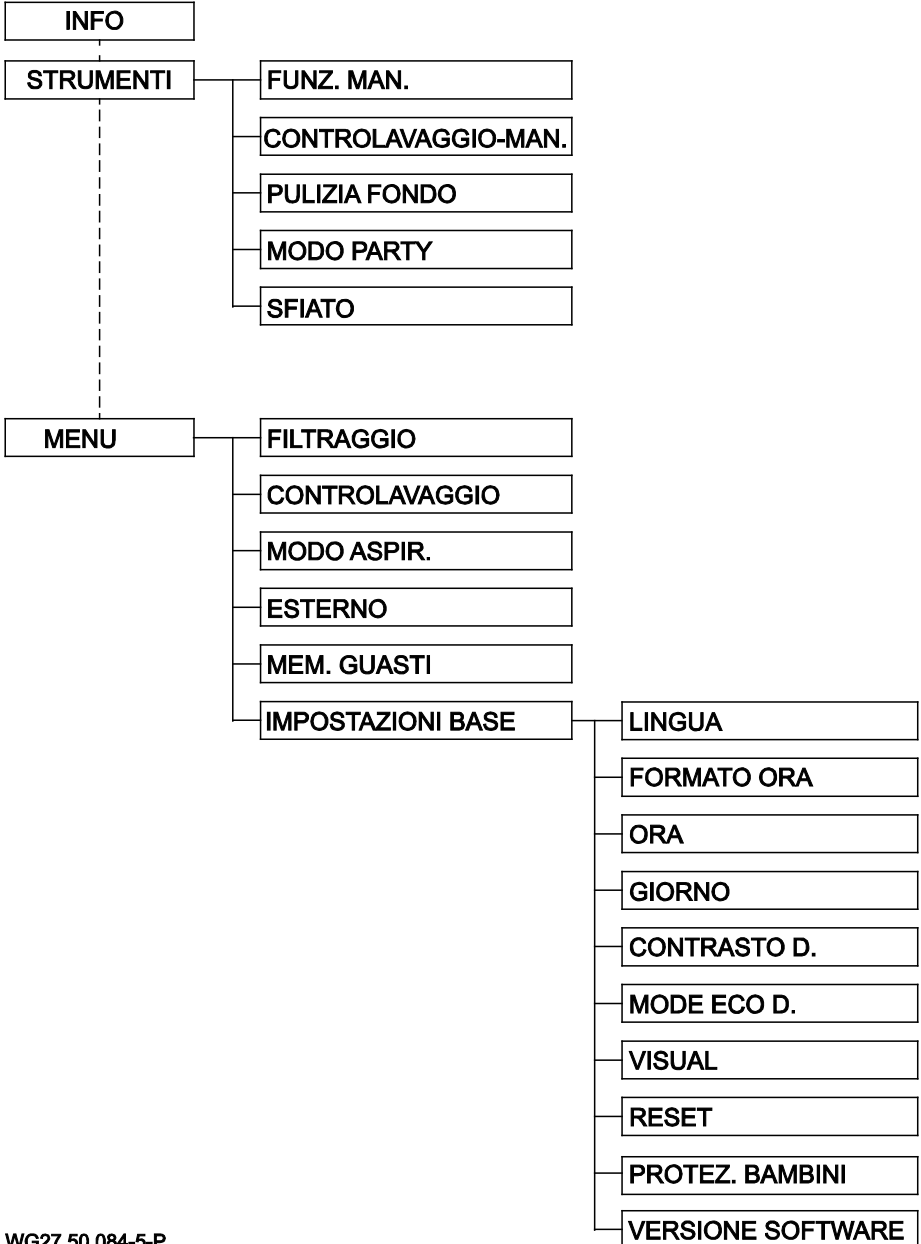 INFO
STRUMENTI
FUNZ. MAN.
CONTROLAVAGGIO-MAN.
PULIZIA FONDO
MODO PARTY
SFIATO
MENU
FILTRAGGIO
CONTROLAVAGGIO
MODO ASPIR.
ESTERNO
MEM. GUASTI
IMPOSTAZIONI BASE
LINGUA
FORMATO ORA
ORA
GIORNO
CONTRASTO D.
MODE ECO D.
VISUAL
RESET
PROTEZ. BAMBINI
VERSIONE SOFTWARE
WG27.50.084-5-P